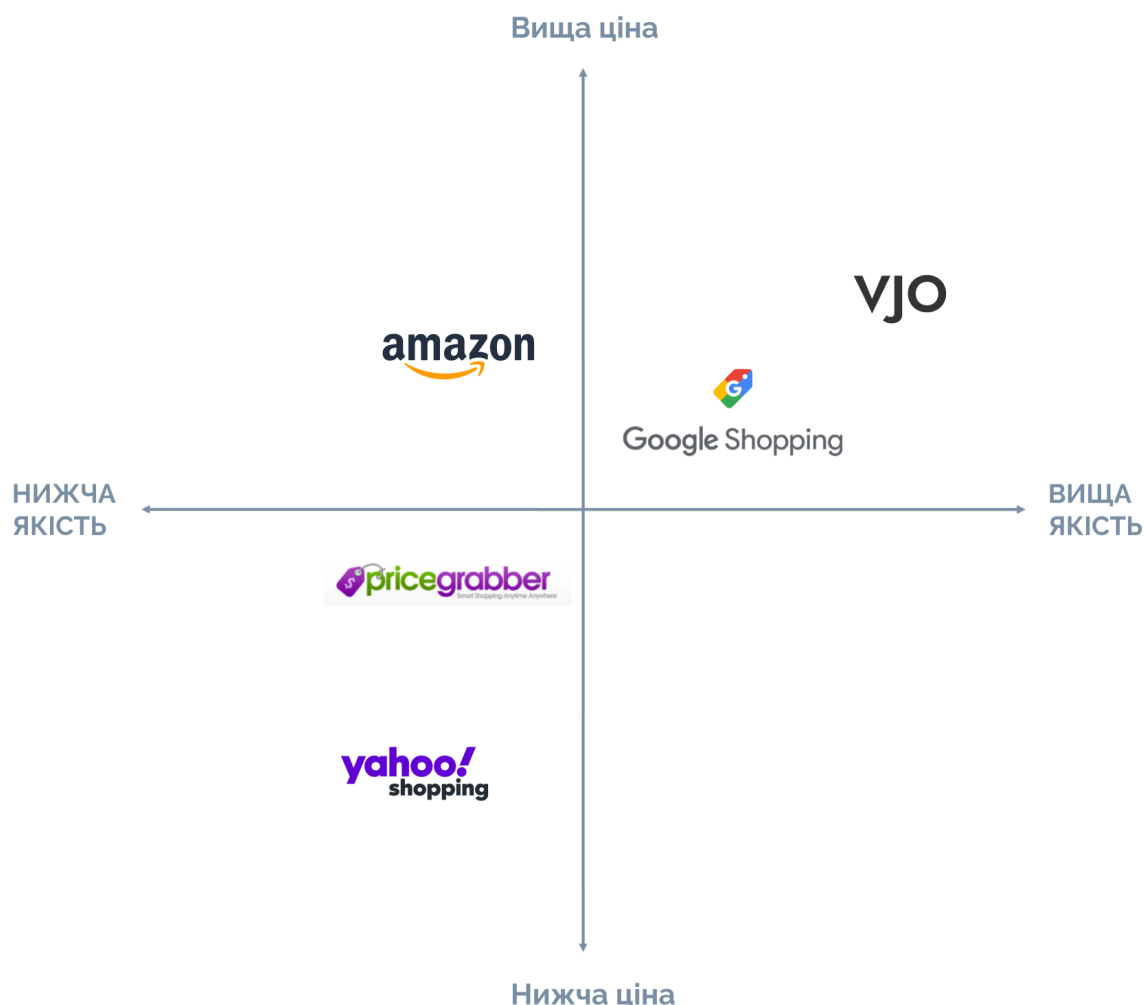 Вища ціна
VJO
amazon
G
Google Shopping
НИЖЧА
ЯКІСТЬ
ВИЩА
ЯКІСТЬ
$ pricegrabber
Smart Shopping Anytime Anywhere
yahoo!
shopping
Нижча ціна